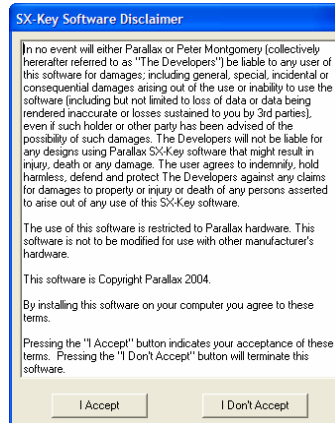 SX-Key Software Disclaimer
In no event will either Parallax or Peter Montgomery (collectively
hereafter referred to as "The Developers") be liable to any user of
this software for damages; including general, special, incidental or
consequential damages arising out of the use or inability to use the
software (including but not limited to loss of data or data being
rendered inaccurate or losses sustained to you by 3rd parties),
even if such holder or other party has been advised of the
possibility of such damages. The Developers will not be liable for
any designs using Parallax SX-Key software that might result in
injury, death or any damage. The user agrees to indemnify, hold
harmless, defend and protect The Developers against any claims
for damages to property or injury or death of any persons asserted
to arise out of any use of this SX-Key software.
The use of this software is restricted to Parallax hardware. This
software is not to be modified for use with other manufacturer's
hardware.
This software is Copyright Parallax 2004.
By installing this software on your computer you agree to these
terms.
Pressing the "I Accept" button indicates your acceptance of these
terms. Pressing the "I Don't Accept" button will terminate this
software.
I Accept
I Don't Accept